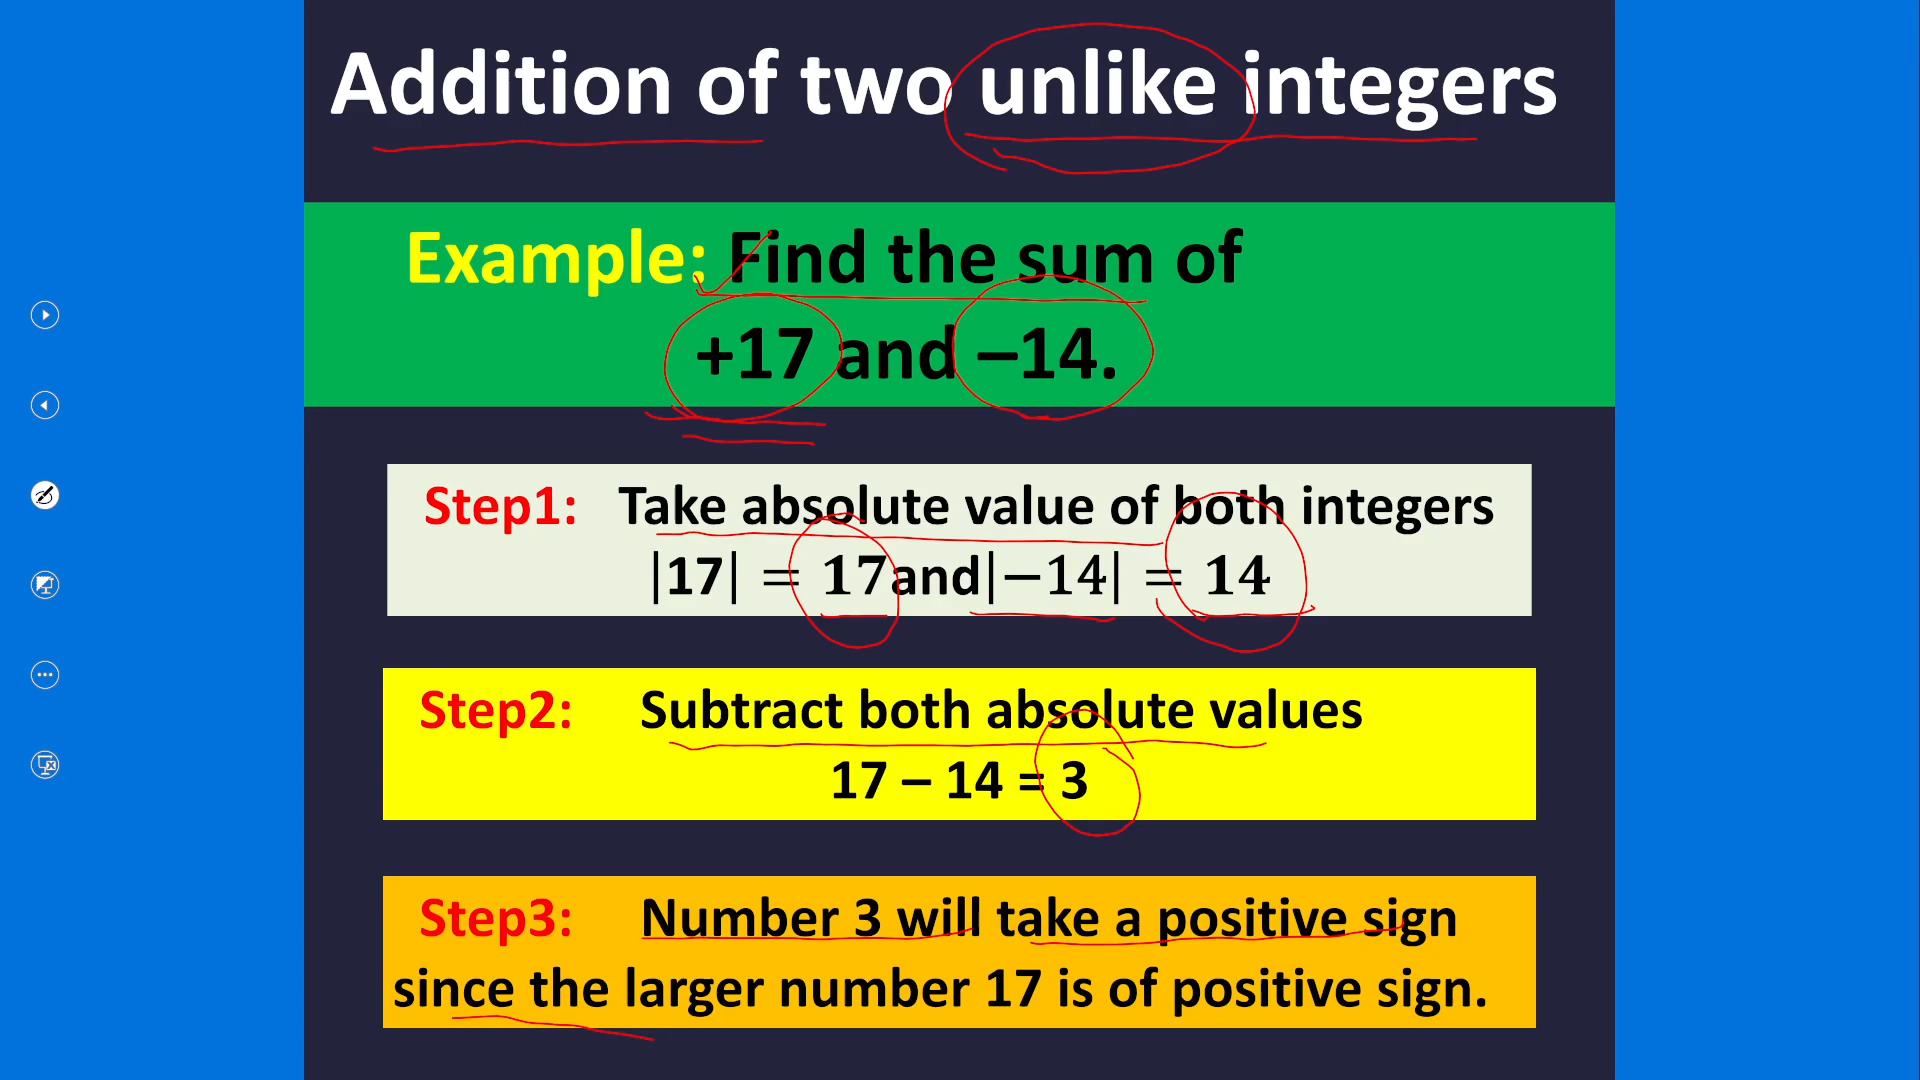 Addition of two unlike integers
Example: Find the sum of
+17 and –14.
Step1: Take absolute value of both integers
|17| = 17and|−14| = 14
Step2: Subtract both absolute values
17 – 14 = 3
Step3: Number 3 will take a positive sign
since the larger number 17 is of positive sign.